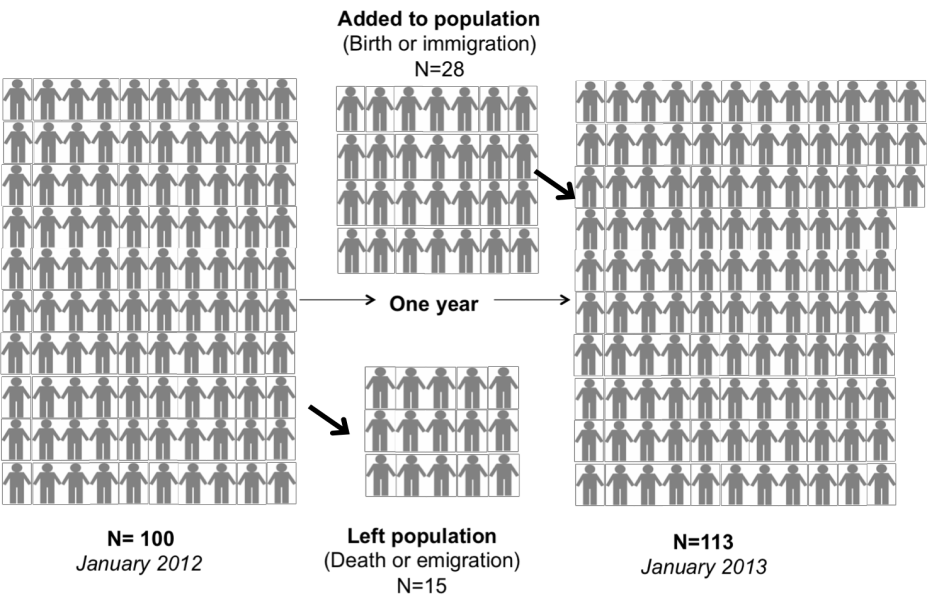 Added to population
(Birth or immigration)
N=28
One year
N= 100
January 2012
Left population
(Death or emigration)
N=15
N=113
January 2013